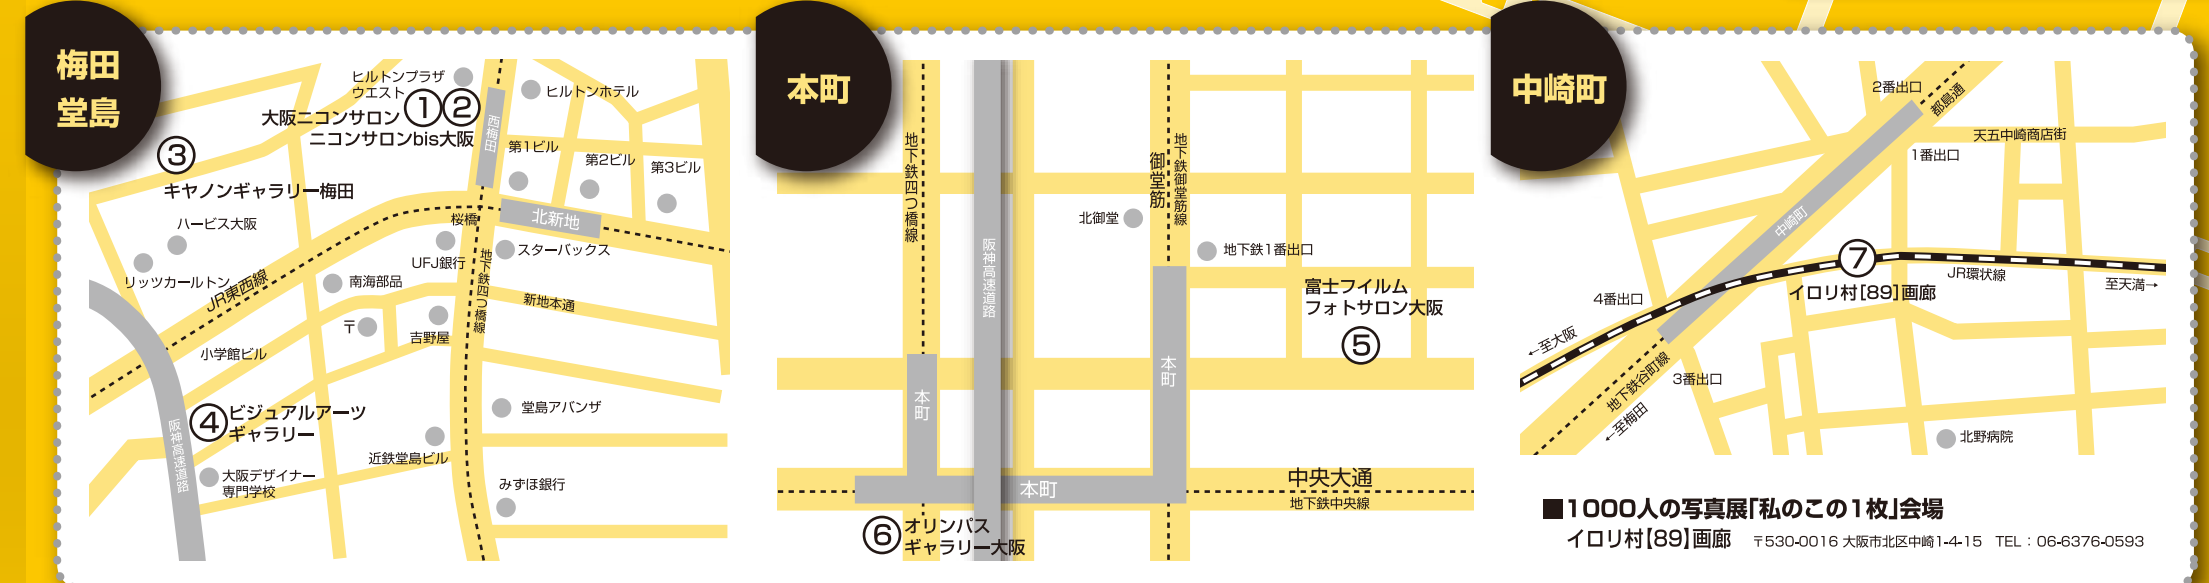 梅田
堂島
ヒルトンプラザ
ウエスト
①②
大阪ニコンサロン
ニコンサロンbis大阪
ヒルトンホテル
西梅田
第1ビル
第2ビル
第3ビル
③
キヤノンギャラリー梅田
ハービス大阪
リッツカールトン
JR東西線
桜橋
北新地
UFJ銀行
スターバックス
地下鉄四つ橋線
南海部品
新地本通
〒
吉野屋
小学館ビル
④
ビジュアルアーツ
ギャラリー
堂島アバンザ
阪神高速道路
近鉄堂島ビル
大阪デザイナー
専門学校
みずほ銀行
本町
地下鉄四つ橋線
阪神高速道路
御堂筋
地下鉄御堂筋線
北御堂
地下鉄1番出口
富士フイルム
フォトサロン大阪
⑤
本町
本町
本町
中央大通
地下鉄中央線
⑥
オリンパス
ギャラリー大阪
中崎町
2番出口
都島通
天五中崎商店街
1番出口
中崎町
⑦
イロリ村[89]画廊
JR環状線
至天満→
4番出口
←至大阪
地下鉄谷町線
3番出口
←至梅田
北野病院
■1000人の写真展「私のこの1枚」会場
イロリ村【89】画廊 〒530-0016 大阪市北区中崎1-4-15 TEL：06-6376-0593